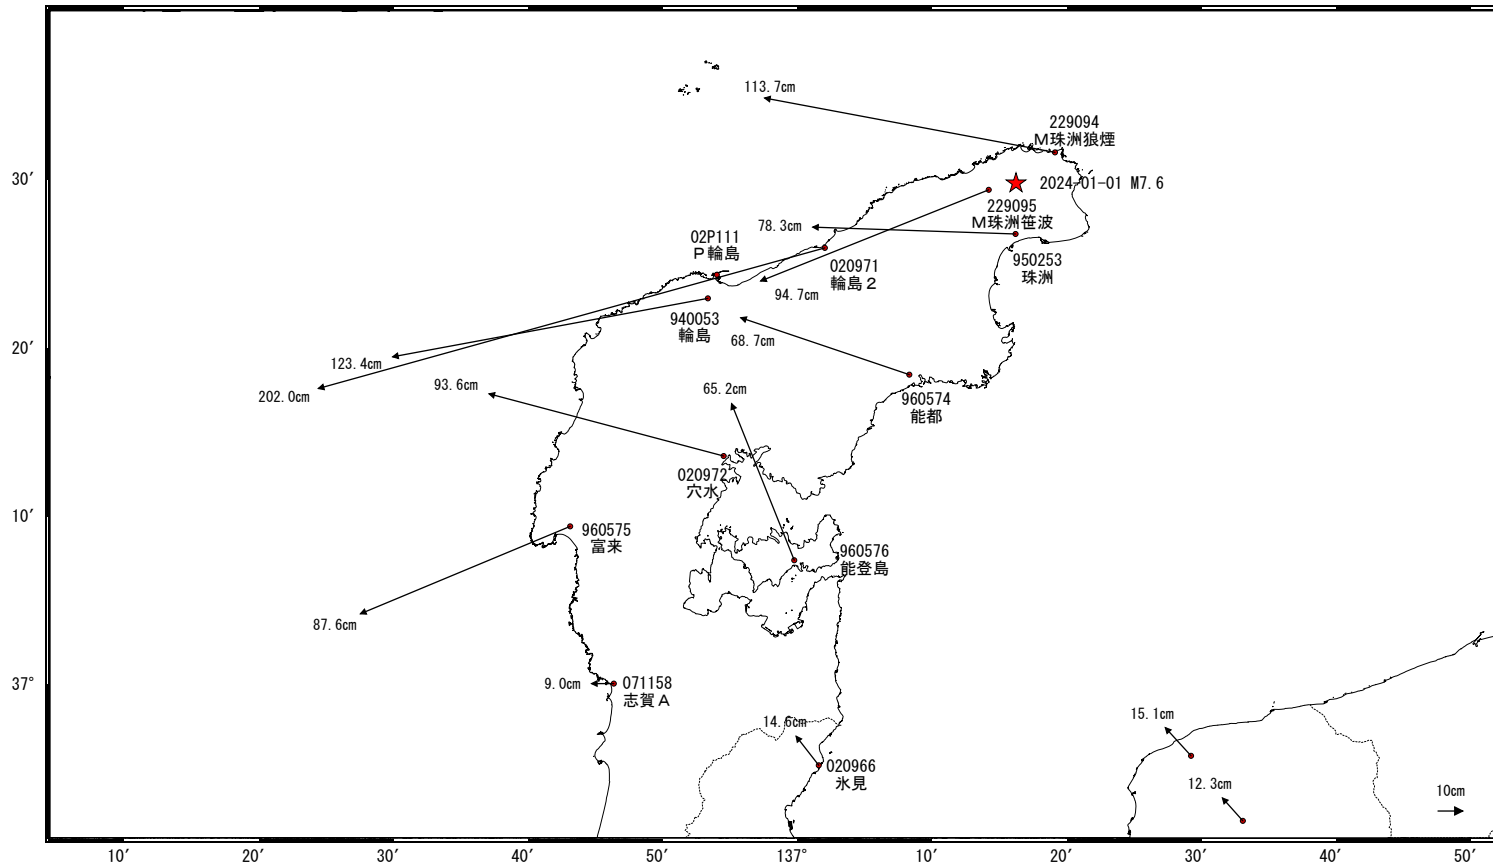 113.7cm
229094
M珠洲狼煙
30′
2024-01-01 M7.6
229095
M珠洲笹波
78.3cm
02P111
P輪島
950253
珠洲
020971
輪島2
94.7cm
940053
輪島
68.7cm
20′
123.4cm
202.0cm
93.6cm
65.2cm
960574
能都
020972
穴水
10′
960575
富来
960576
能登島
87.6cm
37°
9.0cm
071158
志賀A
14.6cm
15.1cm
020966
氷見
12.3cm
10cm
10′ 20′ 30′ 40′ 50′ 137° 10′ 20′ 30′ 40′ 50′